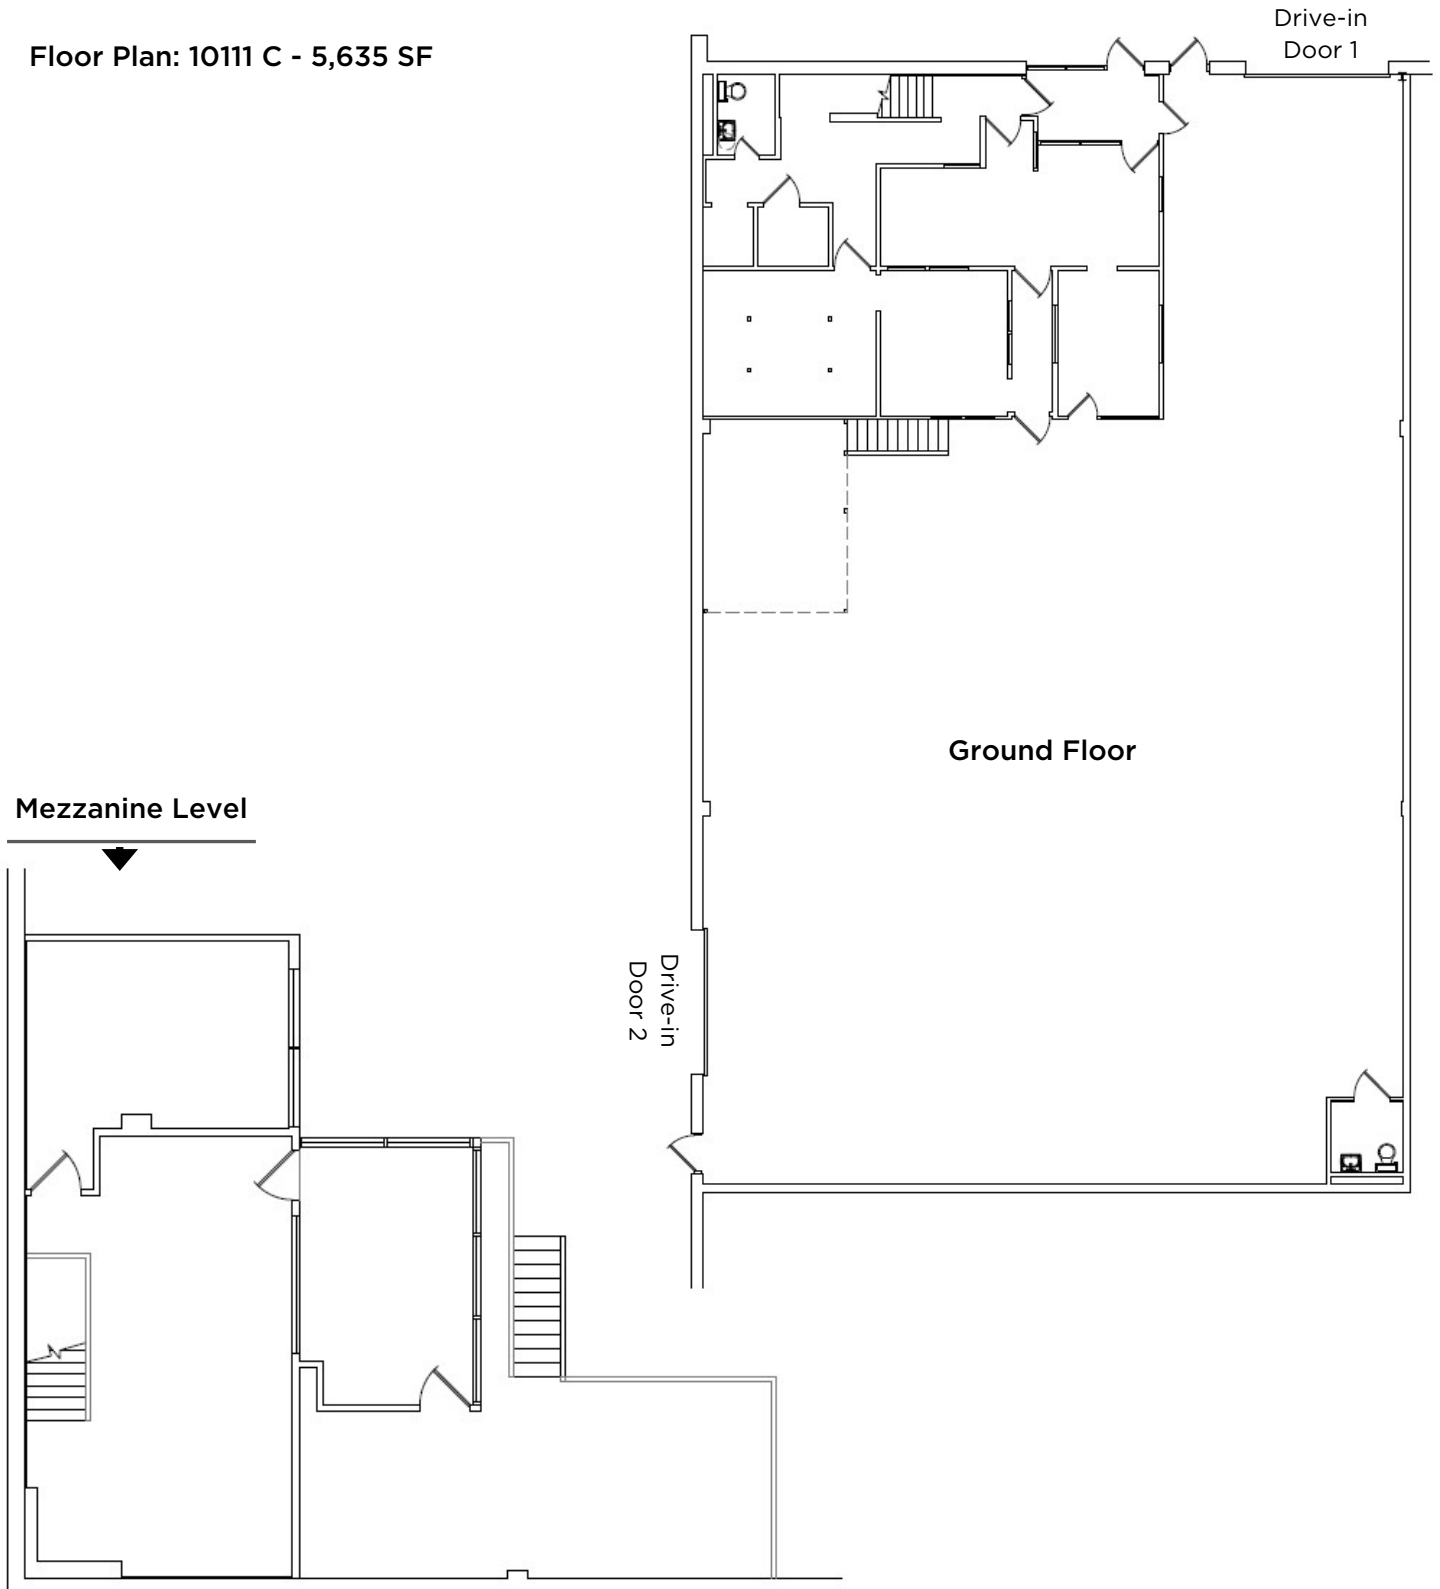 Drive-in
Door 1
Floor Plan: 10111 C - 5,635 SF
Ground Floor
Mezzanine Level
Drive-in
Door 2